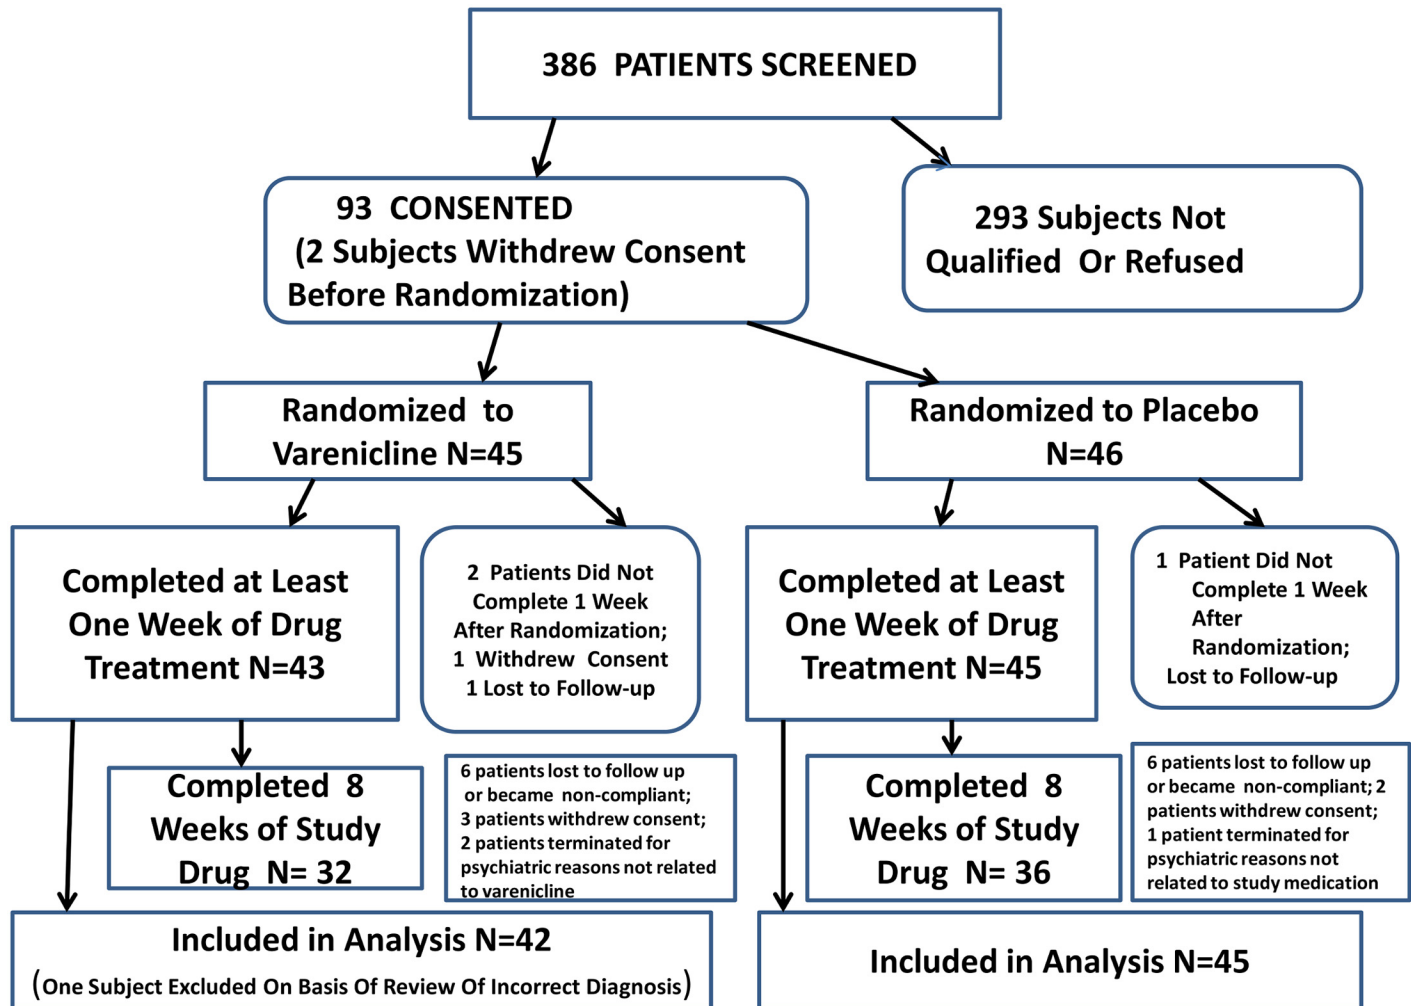 386 PATIENTS SCREENED
93 CONSENTED
(2 Subjects Withdrew Consent
Before Randomization)
293 Subjects Not
Qualified Or Refused
Randomized to
Varenicline N=45
Randomized to Placebo
N=46
Completed at Least
One Week of Drug
Treatment N=43
2 Patients Did Not
Complete 1 Week
After Randomization;
1 Withdrew Consent
1 Lost to Follow-up
Completed at Least
One Week of Drug
Treatment N=45
1 Patient Did Not
Complete 1 Week
After
Randomization;
Lost to Follow-up
Completed 8
Weeks of Study
Drug N= 32
6 patients lost to follow up
or became non-compliant;
3 patients withdrew consent;
2 patients terminated for
psychiatric reasons not related
to varenicline
Completed 8
Weeks of Study
Drug N= 36
6 patients lost to follow up
or became non-compliant; 2
patients withdrew consent;
1 patient terminated for
psychiatric reasons not
related to study medication
Included in Analysis N=42
(One Subject Excluded On Basis Of Review Of Incorrect Diagnosis)
Included in Analysis N=45